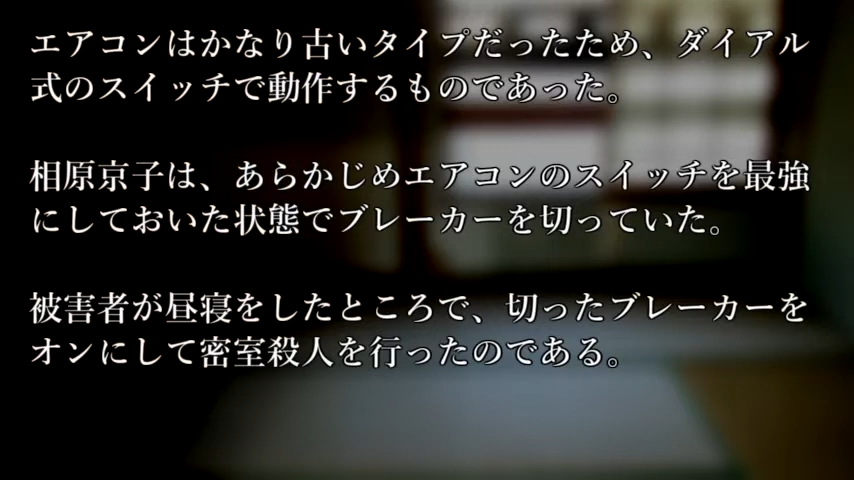 エアコンはかなり古いタイプだったため、ダイアル
式のスイッチで動作するものであった。
相原京子は、あらかじめエアコンのスイッチを最強
にしておいた状態でブレーカーを切っていた。
被害者が昼寝をしたところで、切ったブレーカーを
オンにして密室殺人を行ったのである。